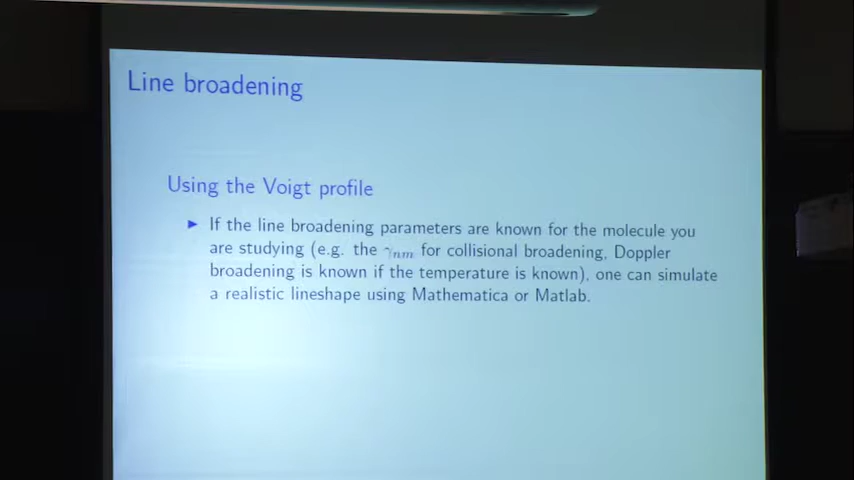 Line broadening
Using the Voigt profile
► If the line broadening parameters are known for the molecule you
are studying (e.g. the γnm for collisional broadening, Doppler
broadening is known if the temperature is known), one can simulate
a realistic lineshape using Mathematica or Matlab.